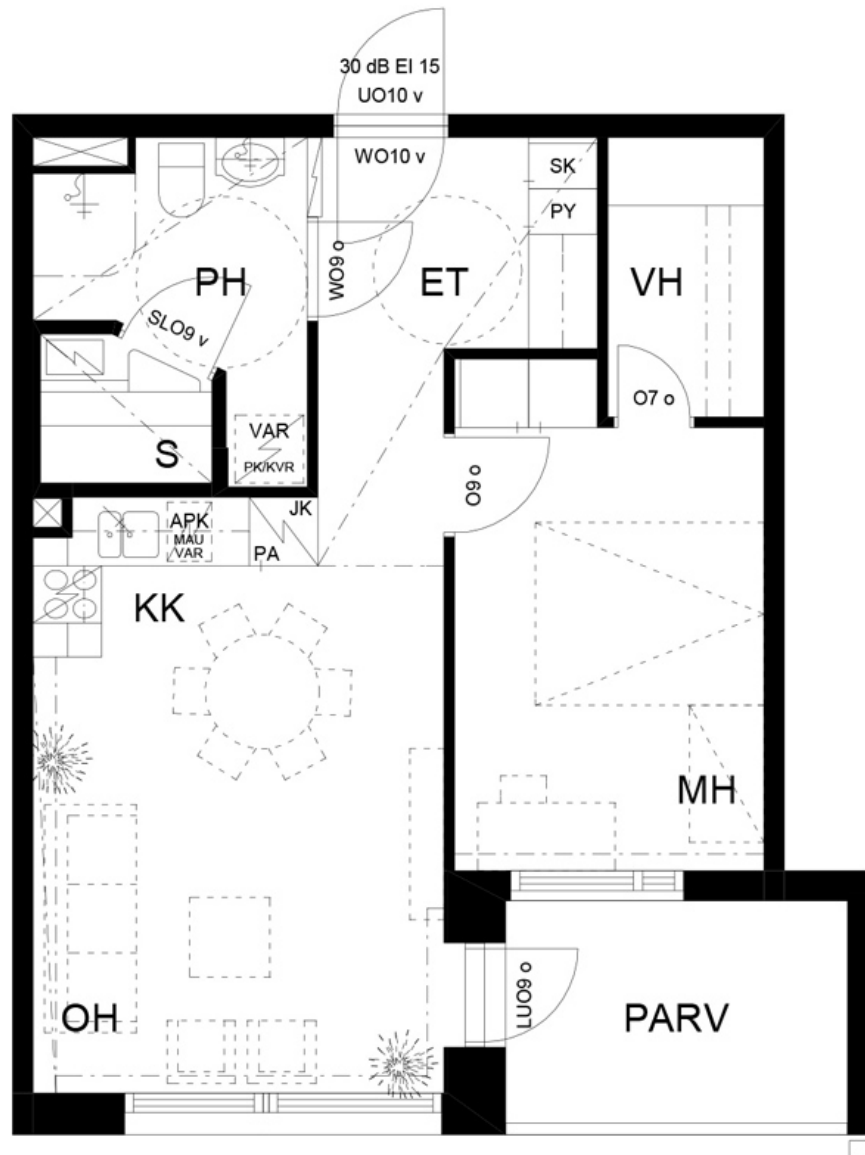 30 dB EI 15
UO10 v
WO10 v
SK
PY
WO9 o
PH
ET
VH
SLO9 v
O7 o
VAR
PK/KVR
S
O9 o
JK
APK
MAU
VAR
PA
KK
MH
LUO9 o
OH
PARV